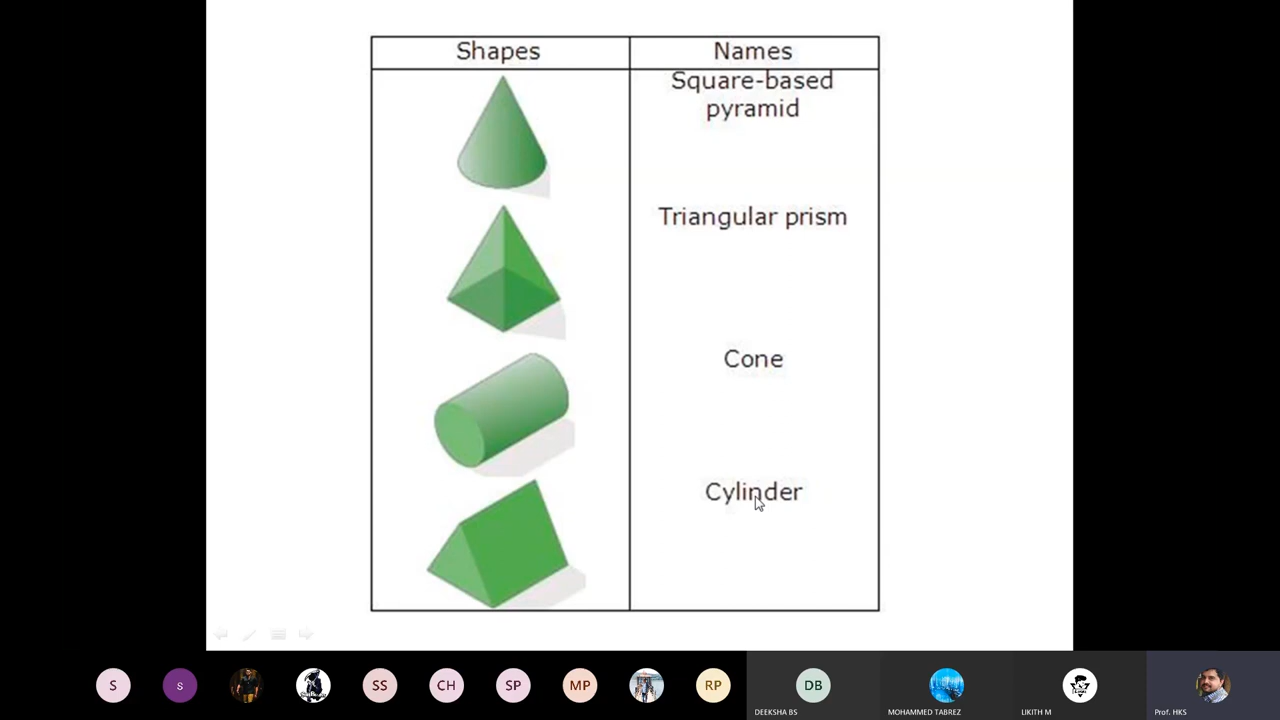 Shapes
Names
Square-based
pyramid
Triangular prism
Cone
Cylinder
S
S
SS
CH
SP
MP
RP
DB
DEEKSHA BS
MOHAMMED TABREZ
LIKITH M
Prof. HKS